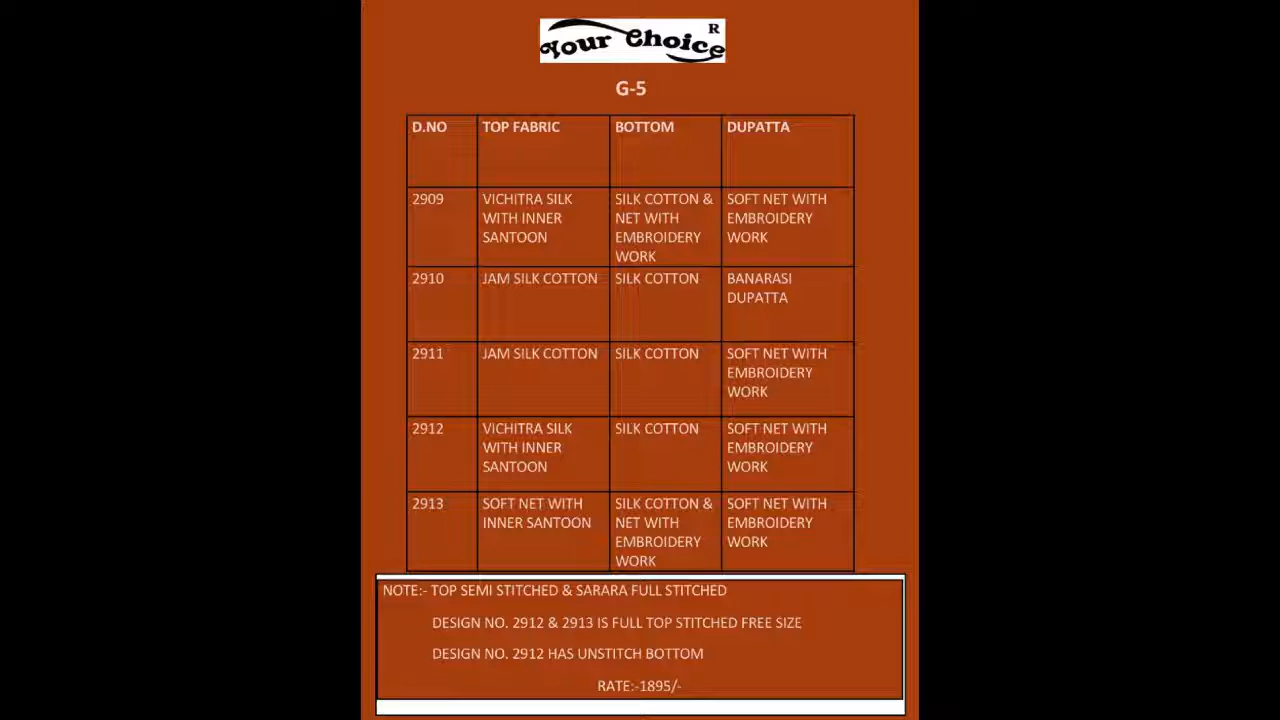 Your Choice R
G-5
D.NO TOP FABRIC BOTTOM DUPATTA
2909 VICHITRA SILK WITH INNER SANTOON SILK COTTON & NET WITH EMBROIDERY WORK SOFT NET WITH EMBROIDERY WORK
2910 JAM SILK COTTON SILK COTTON BANARASI DUPATTA
2911 JAM SILK COTTON SILK COTTON SOFT NET WITH EMBROIDERY WORK
2912 VICHITRA SILK WITH INNER SANTOON SILK COTTON SOFT NET WITH EMBROIDERY WORK
2913 SOFT NET WITH INNER SANTOON SILK COTTON & NET WITH EMBROIDERY WORK SOFT NET WITH EMBROIDERY WORK
NOTE:- TOP SEMI STITCHED & SARARA FULL STITCHED
DESIGN NO. 2912 & 2913 IS FULL TOP STITCHED FREE SIZE
DESIGN NO. 2912 HAS UNSTITCH BOTTOM
RATE:-1895/-